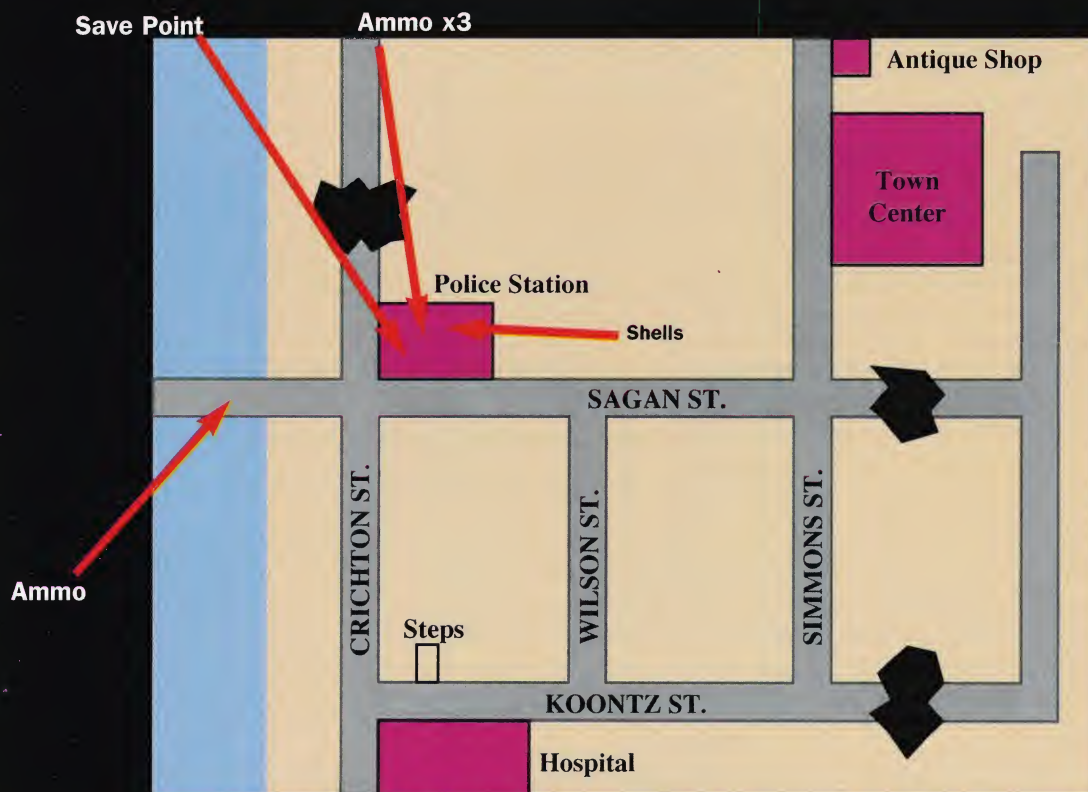 Save Point
Ammo x3
Antique Shop
Town
Center
Police Station
Shells
SAGAN ST.
CRICHTON ST.
WILSON ST.
SIMMONS ST.
Ammo
Steps
KOONTZ ST.
Hospital